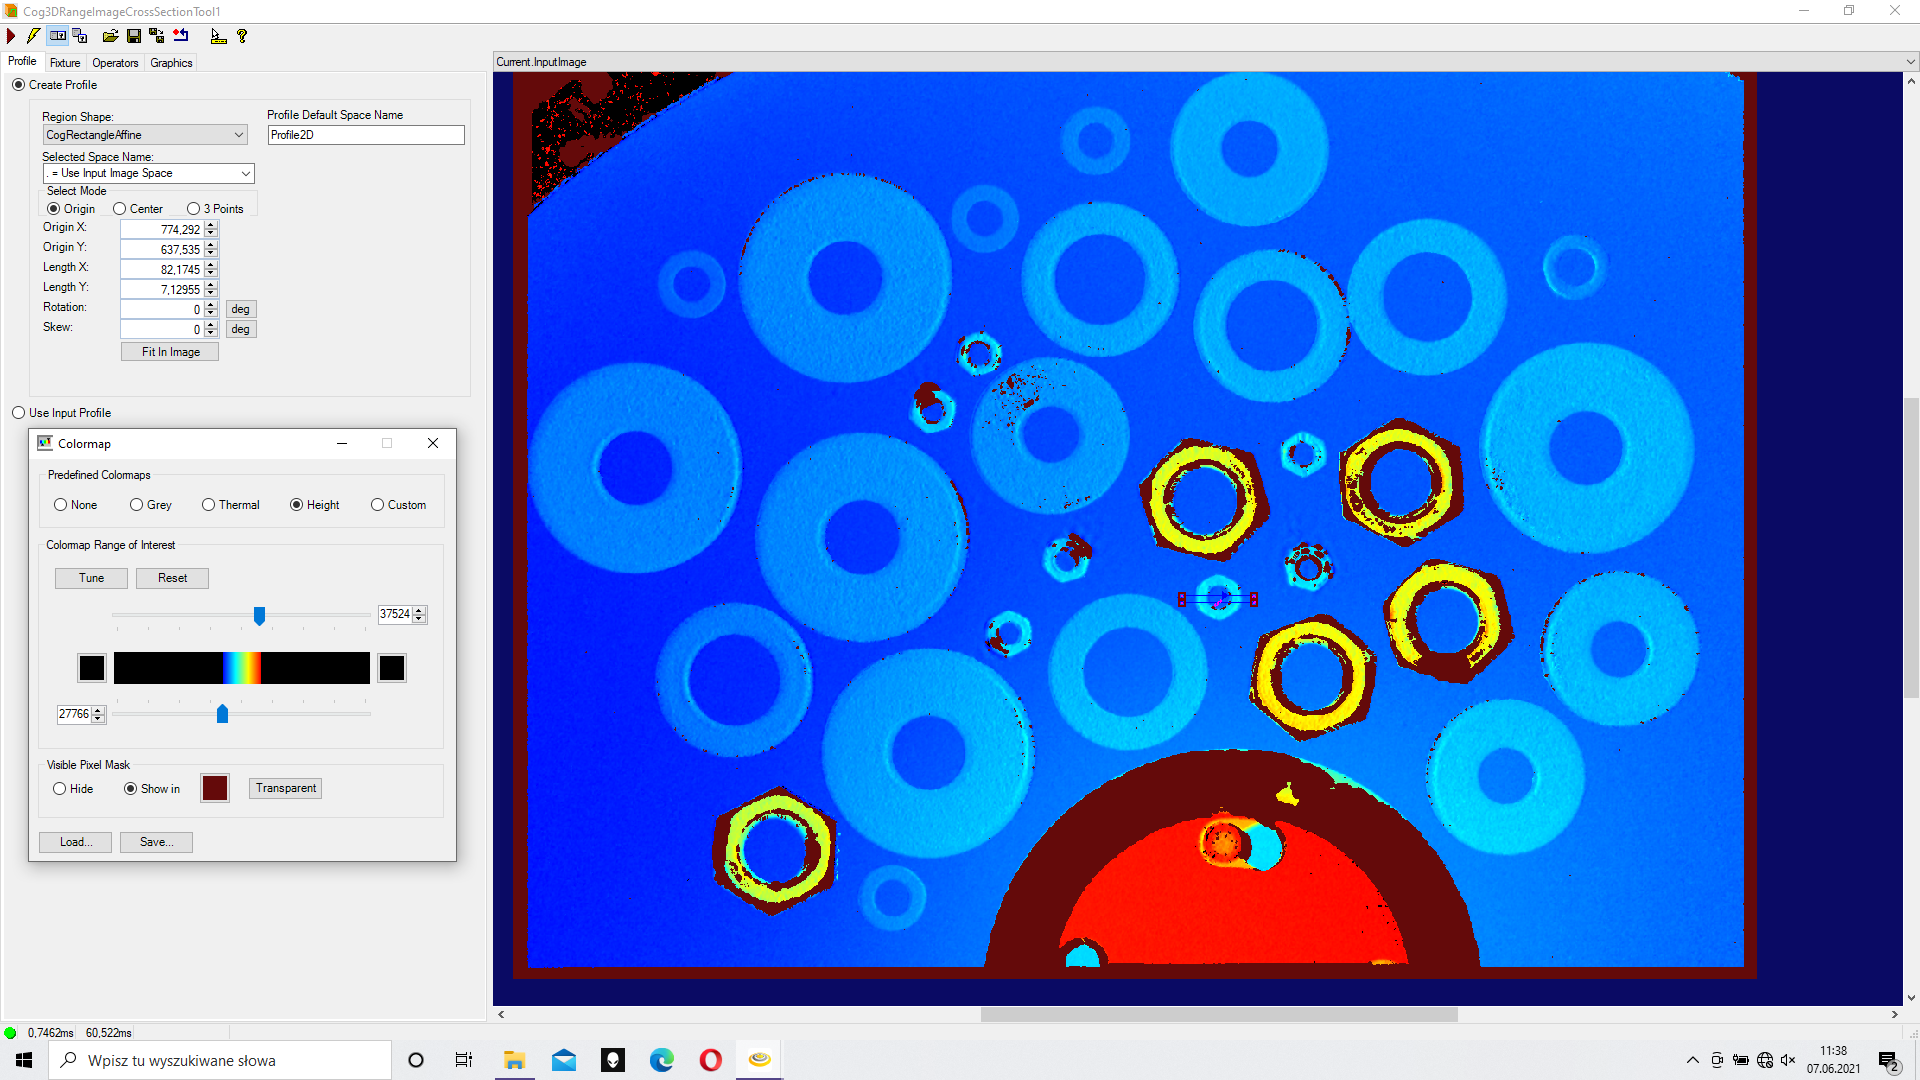 Cog3DRangeImageCrossSectionTool1
Profile
Fixture
Operators
Graphics
Create Profile
Region Shape:
CogRectangleAffine
Profile Default Space Name
Profile2D
Selected Space Name:
. = Use Input Image Space
Select Mode
Origin
Center
3 Points
Origin X:
774,292
Origin Y:
637,535
Length X:
82,1745
Length Y:
7,12955
Rotation:
0
deg
Skew:
0
deg
Fit In Image
Use Input Profile
Colormap
Predefined Colormaps
None
Grey
Thermal
Height
Custom
Colormap Range of Interest
Tune
Reset
37524
27766
Visible Pixel Mask
Hide
Show in
Transparent
Load...
Save...
Current.InputImage
0,7462ms
60,522ms
Wpisz tu wyszukiwane słowa
11:38
07.06.2021
2